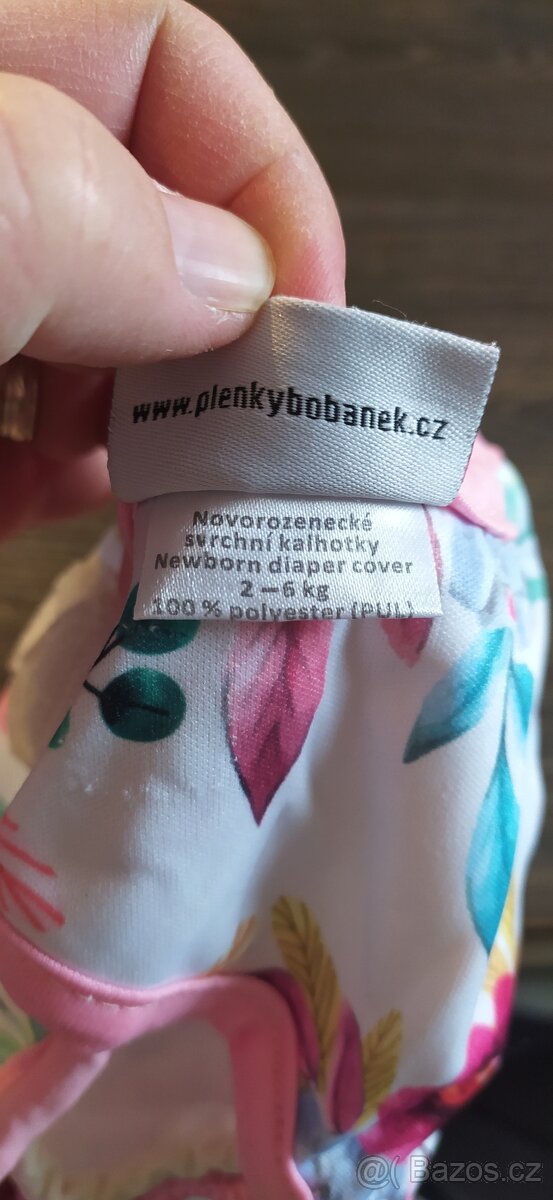 www.plenkybobanek.cz
Novorozenecké
svrchní kalhotky
Newborn diaper cover
2 – 6 kg
100 % polyester (PUL)
@( Bazos.cz